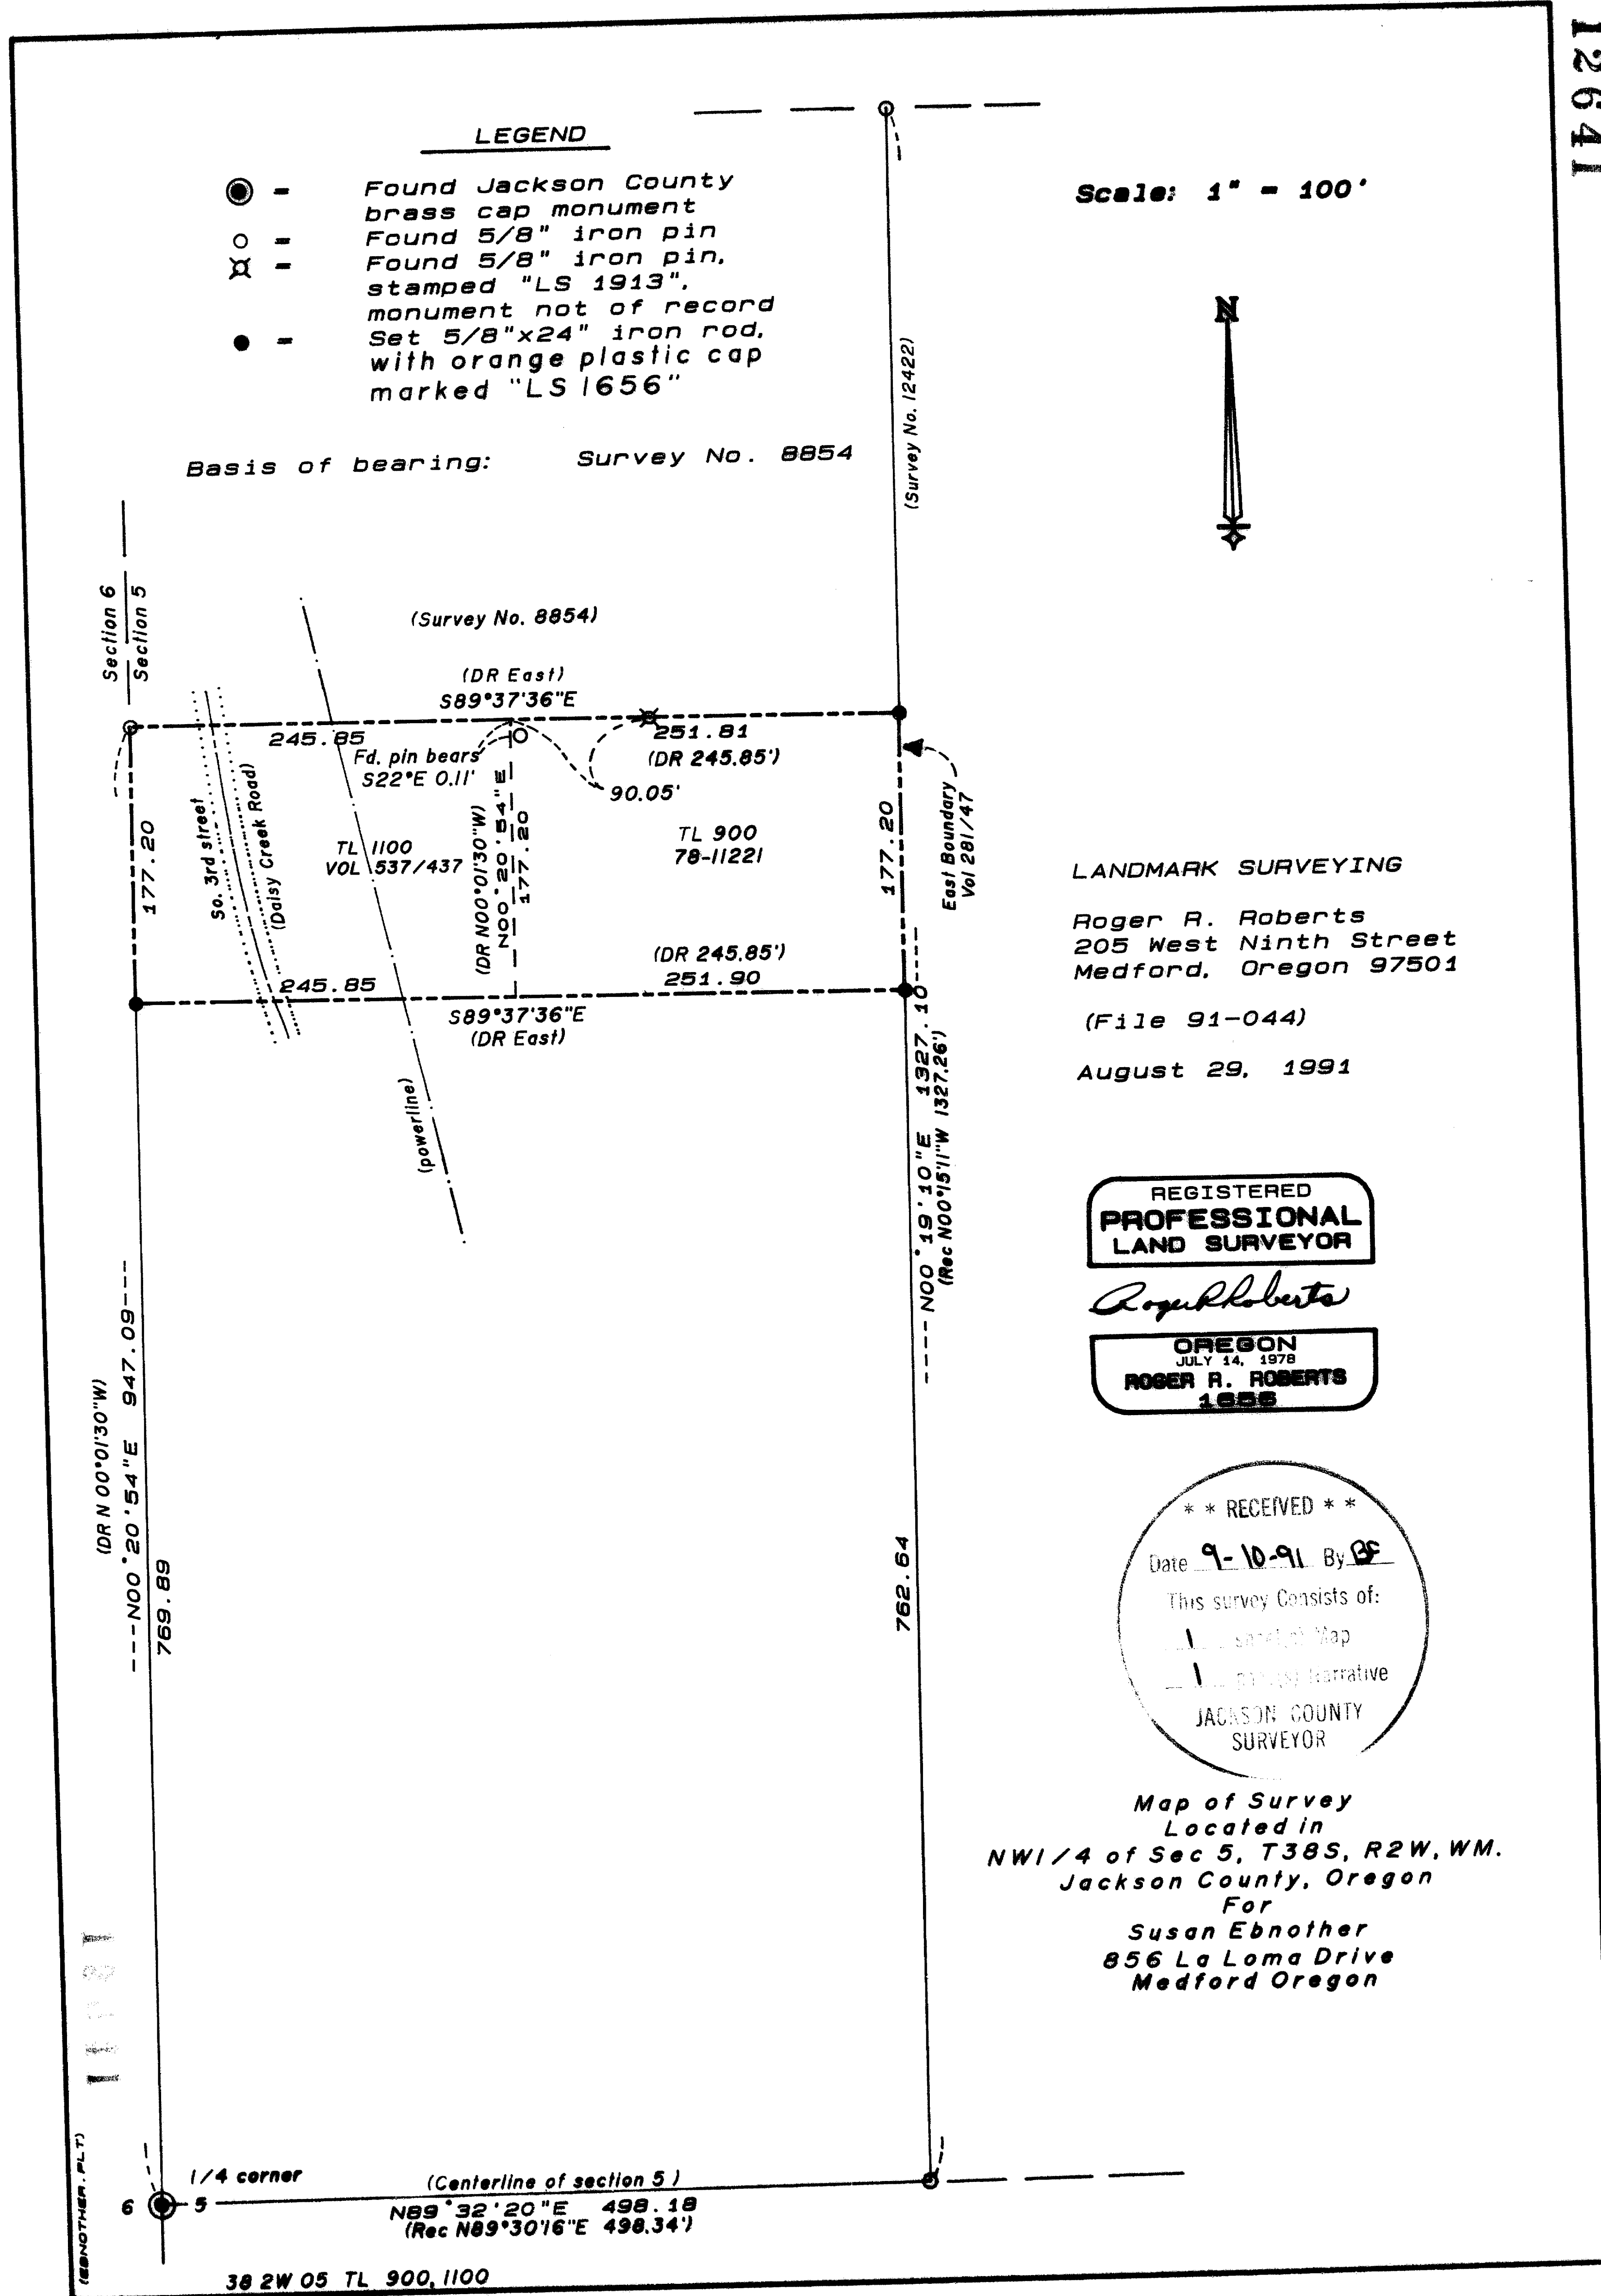 12641
LEGEND
= Found Jackson County
brass cap monument
= Found 5/8" iron pin
= Found 5/8" iron pin,
stamped "LS 1913",
monument not of record
= Set 5/8"x24" iron rod,
with orange plastic cap
marked "LS 1656"
Scale: 1" = 100'
N
Basis of bearing: Survey No. 8854
(Survey No. 12422)
Section 6
Section 5
(Survey No. 8854)
(DR East)
S89°37'36"E
245.85
251.81
(DR 245.85')
Fd. pin bears
S22°E 0.11'
90.05'
177.20
So. 3rd street
(Daisy Creek Road)
TL 1100
VOL 537/437
(DR N00°01'30"W)
N00°20'54"E
177.20
TL 900
78-11221
177.20
East Boundary
Vol 281/47
(DR 245.85')
245.85
251.90
S89°37'36"E
(DR East)
(powerline)
----N00°19'10"E 1327.10----
(Rec N00°15'11"W 1327.26')
LANDMARK SURVEYING
Roger R. Roberts
205 West Ninth Street
Medford, Oregon 97501
(File 91-044)
August 29, 1991
REGISTERED
PROFESSIONAL
LAND SURVEYOR
Roger R Roberts
OREGON
JULY 14, 1978
ROGER R. ROBERTS
1656
(DR N 00°01'30"W)
---N00°20'54"E 947.09---
769.89
762.64
* * RECEIVED * *
Date 9-10-91 By BF
This survey Consists of:
1 Map
1 Narrative
JACKSON COUNTY
SURVEYOR
Map of Survey
Located in
NW1/4 of Sec 5, T38S, R2W, WM.
Jackson County, Oregon
For
Susan Ebnother
856 La Loma Drive
Medford Oregon
(EBNOTHER.PLT)
1/4 corner
6 5
(Centerline of section 5)
N89°32'20"E 498.18
(Rec N89°30'16"E 498.34')
38 2W 05 TL 900, 1100